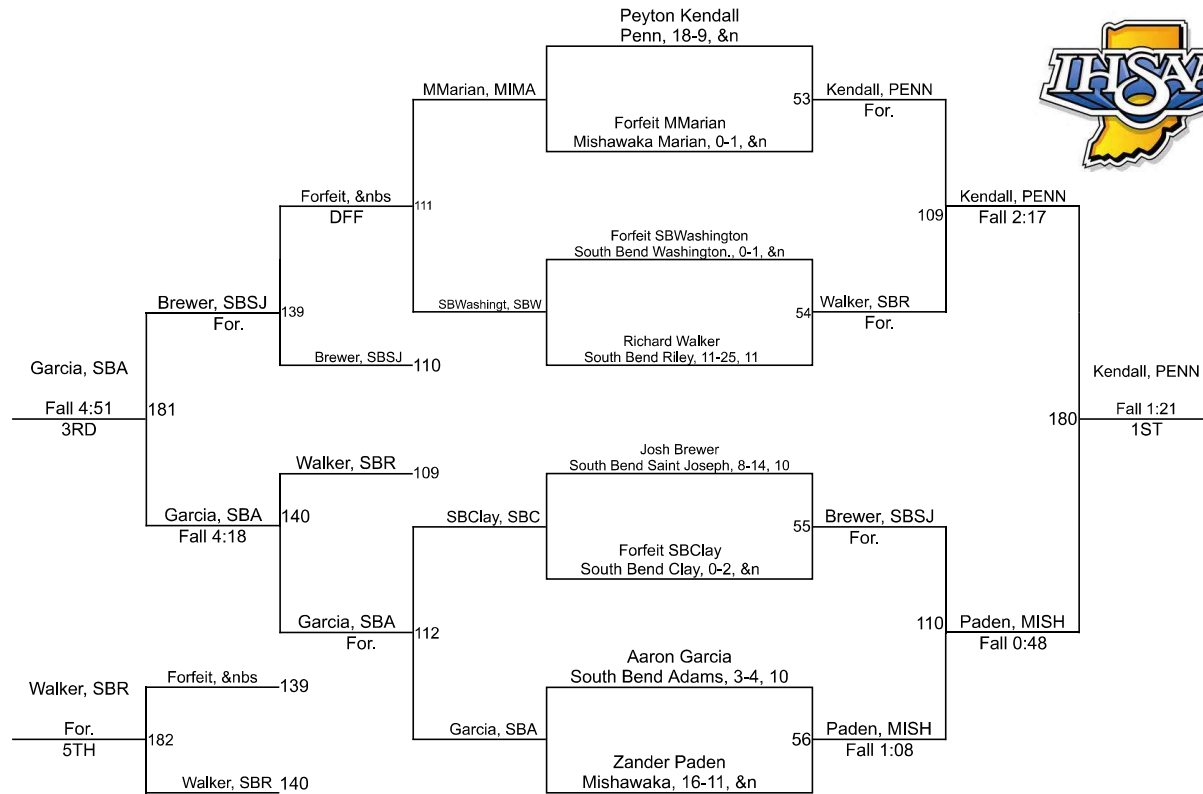 Peyton Kendall
Penn, 18-9, &n
IHSAA
MMarian, MIMA
53
Kendall, PENN
For.
Forfeit MMarian
Mishawaka Marian, 0-1, &n
Forfeit, &nbs
DFF
111
109
Kendall, PENN
Fall 2:17
Forfeit SBWashington
South Bend Washington., 0-1, &n
Brewer, SBSJ
For.
139
SBWashingt, SBW
54
Walker, SBR
For.
Richard Walker
South Bend Riley, 11-25, 11
Brewer, SBSJ
110
Garcia, SBA
Fall 4:51
3RD
181
180
Kendall, PENN
Fall 1:21
1ST
Josh Brewer
South Bend Saint Joseph, 8-14, 10
Walker, SBR
109
Garcia, SBA
Fall 4:18
140
SBClay, SBC
55
Brewer, SBSJ
For.
Forfeit SBClay
South Bend Clay, 0-2, &n
Garcia, SBA
For.
112
110
Paden, MISH
Fall 0:48
Aaron Garcia
South Bend Adams, 3-4, 10
Walker, SBR
For.
5TH
Forfeit, &nbs
139
182
Walker, SBR
140
Garcia, SBA
56
Paden, MISH
Fall 1:08
Zander Paden
Mishawaka, 16-11, &n